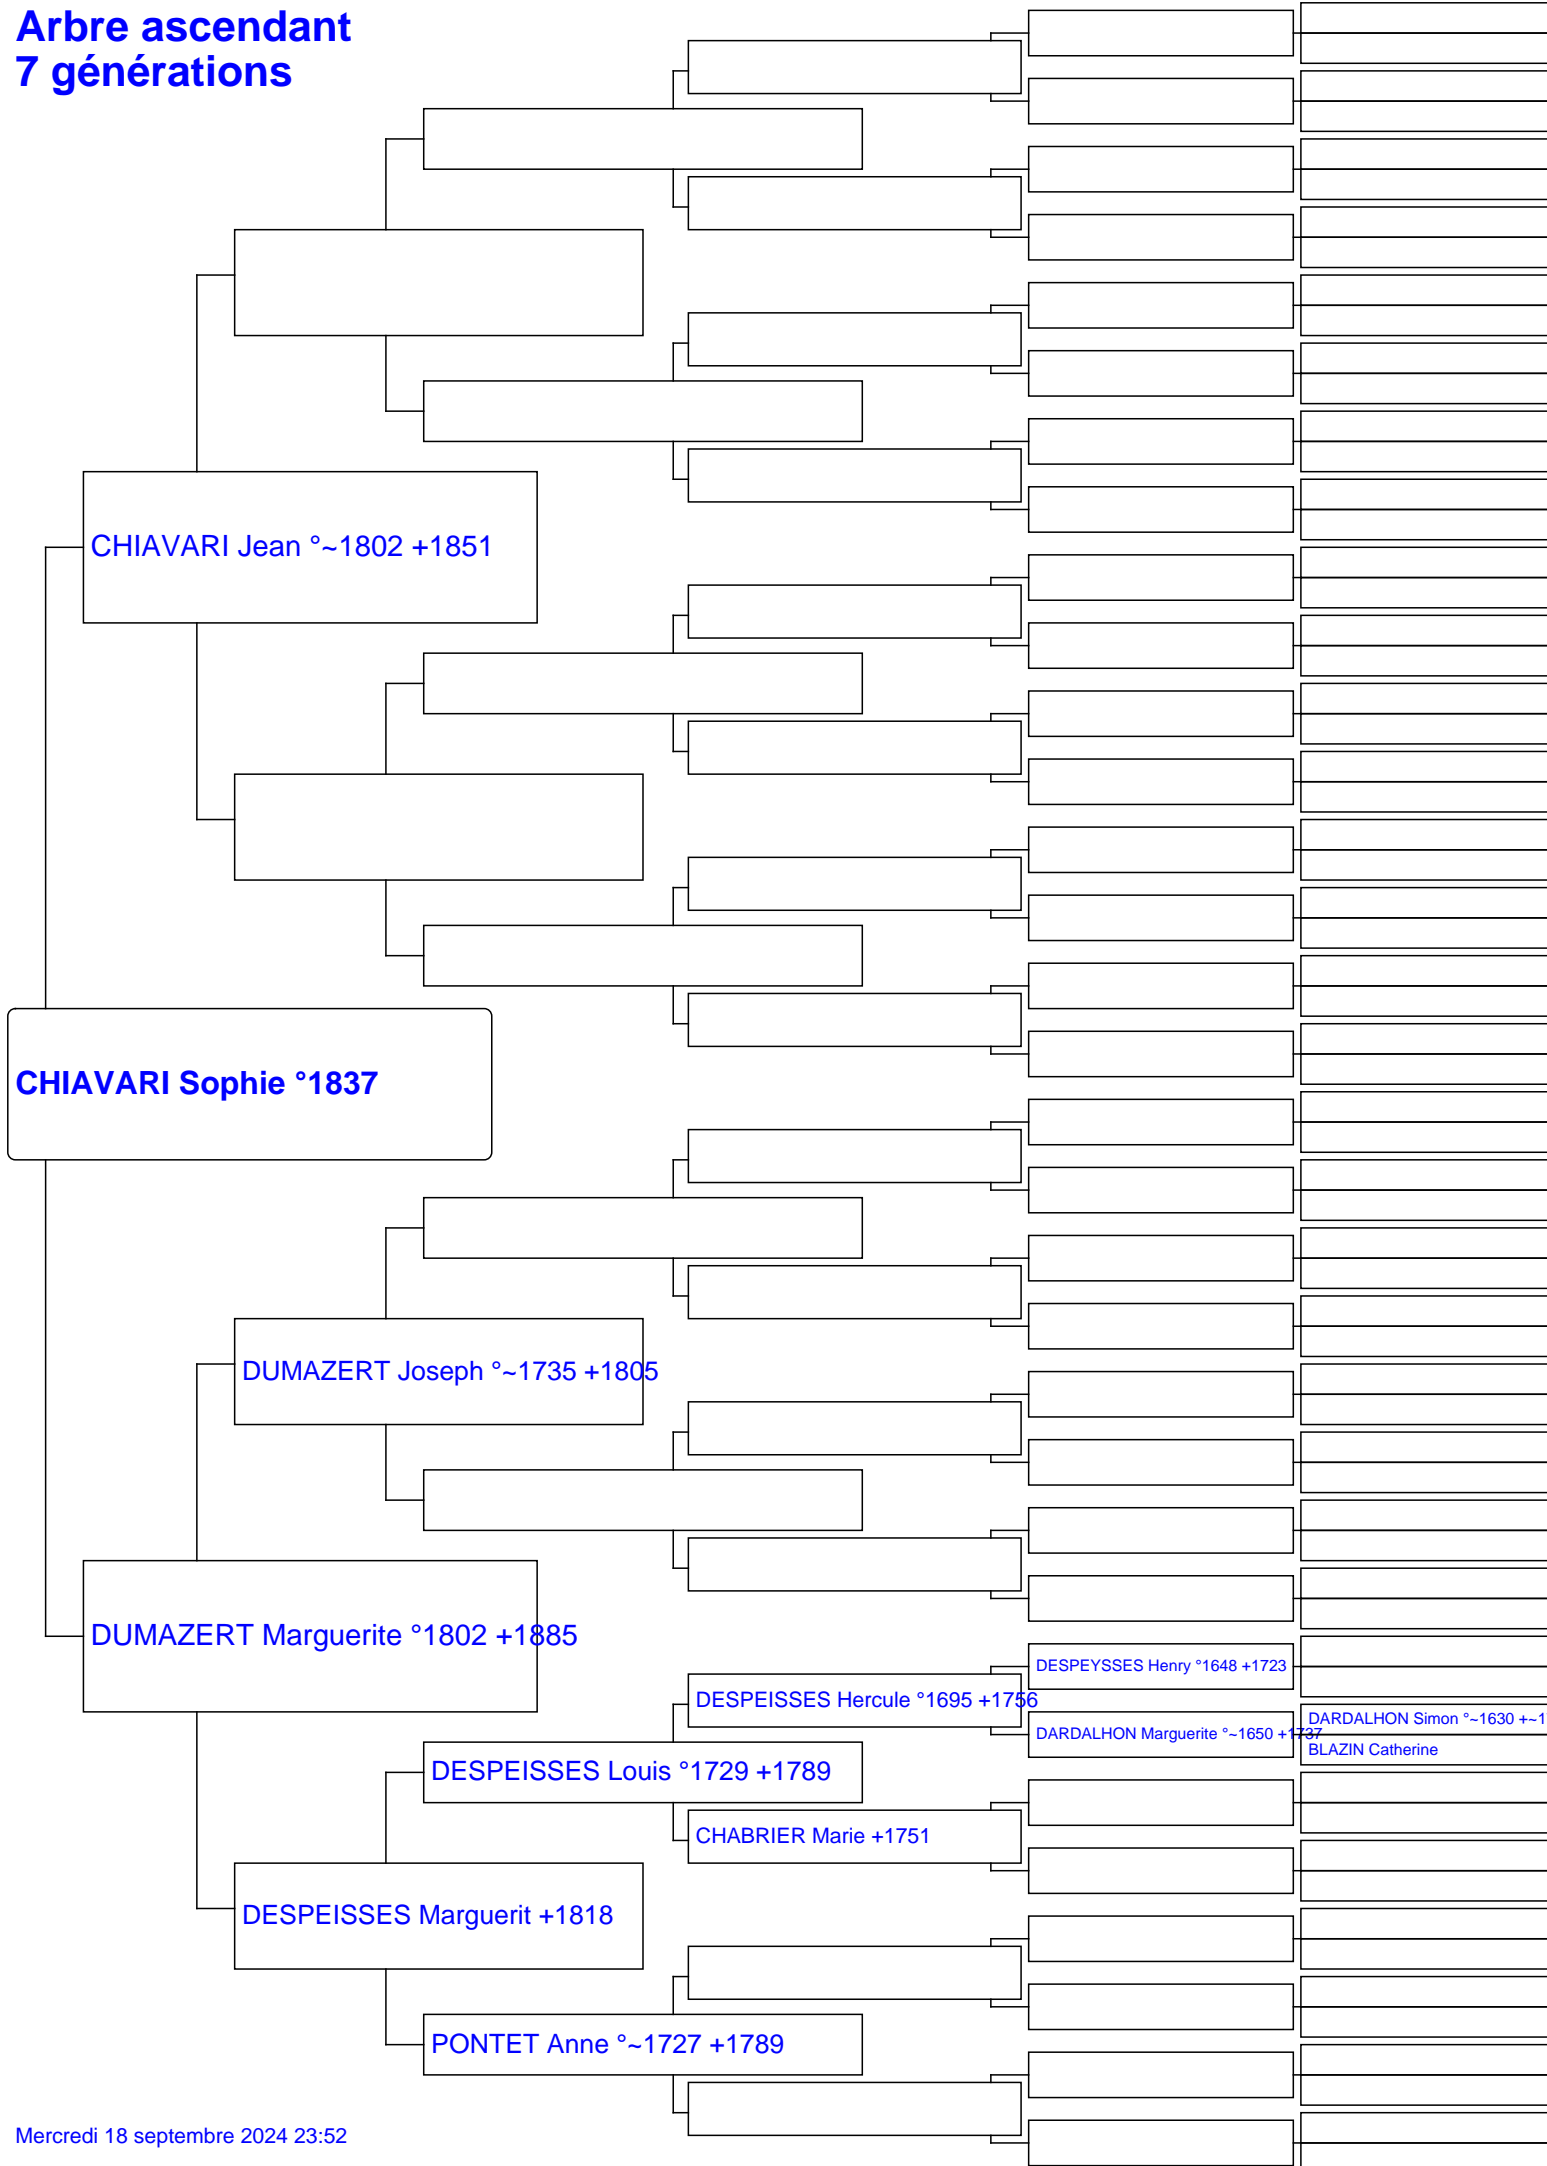 Arbre ascendant
7 générations
CHIAVARI Jean °~1802 +1851
CHIAVARI Sophie °1837
DUMAZERT Joseph °~1735 +1805
DUMAZERT Marguerite °1802 +1885
DESPEYSSES Henry °1648 +1723
DESPEISSES Hercule °1695 +1756
DARDALHON Simon °~1630 +~1
DARDALHON Marguerite °~1650 +1737
BLAZIN Catherine
DESPEISSES Louis °1729 +1789
CHABRIER Marie +1751
DESPEISSES Marguerit +1818
PONTET Anne °~1727 +1789
Mercredi 18 septembre 2024 23:52